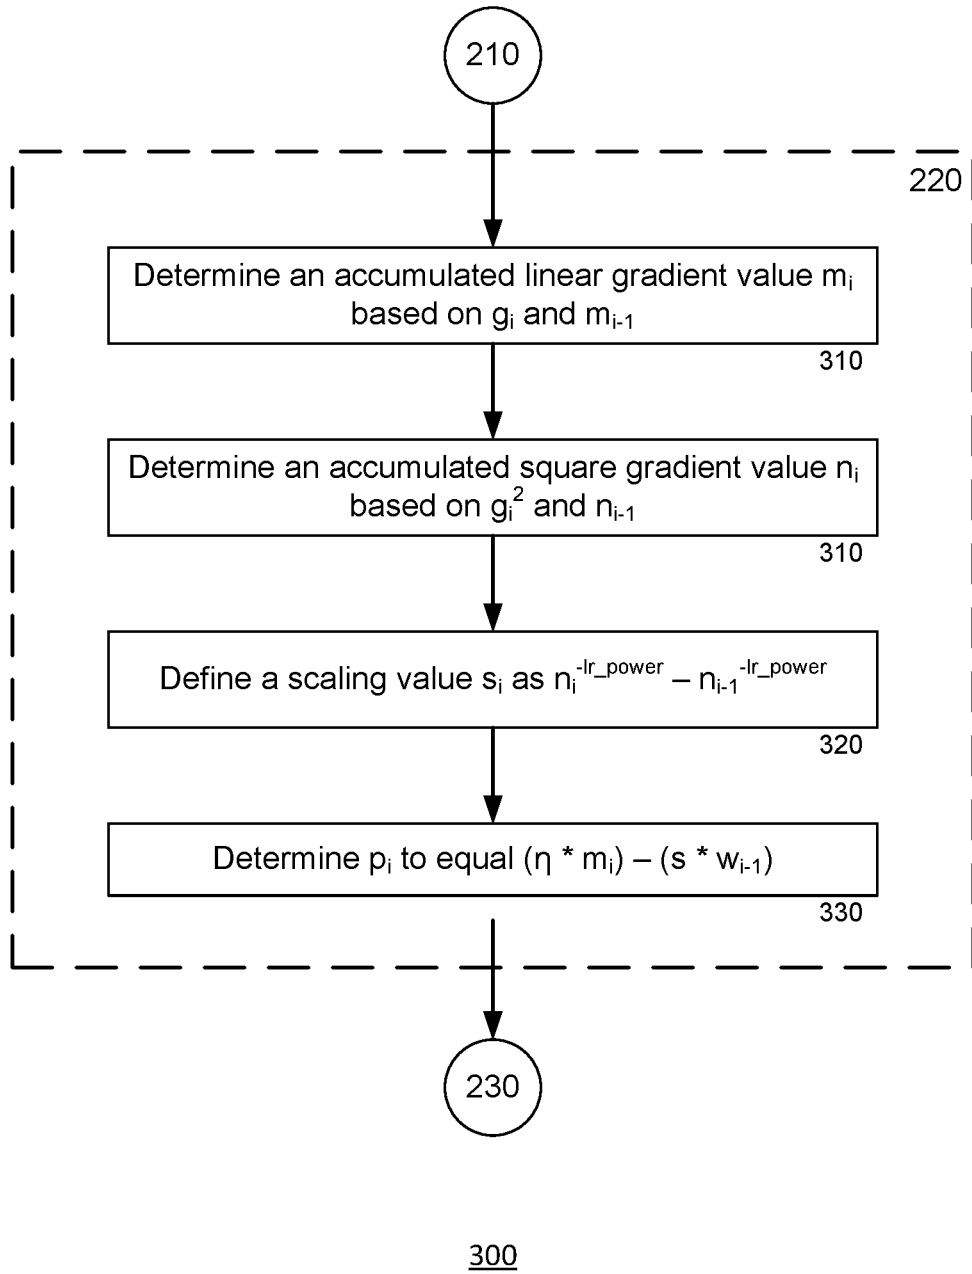 210
220
Determine an accumulated linear gradient value mᵢ
based on gᵢ and mᵢ₋₁
310
Determine an accumulated square gradient value nᵢ
based on gᵢ² and nᵢ₋₁
310
Define a scaling value sᵢ as nᵢ^-lr_power – nᵢ₋₁^-lr_power
320
Determine pᵢ to equal (η * mᵢ) – (s * wᵢ₋₁)
330
230
300